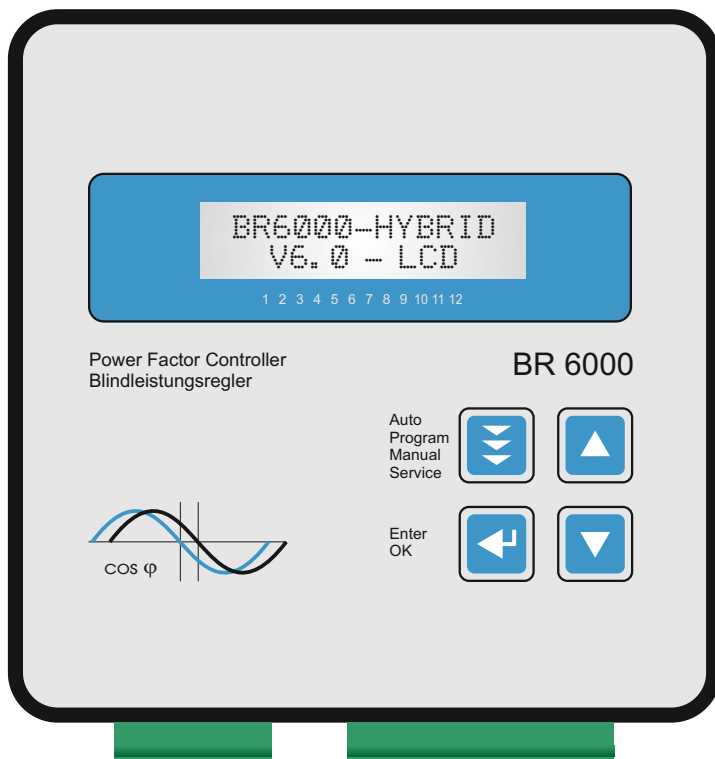 BR6000-HYBRID
V6.0 - LCD
1 2 3 4 5 6 7 8 9 10 11 12
Power Factor Controller
Blindleistungsregler
BR 6000
Auto
Program
Manual
Service
Enter
OK
cos φ